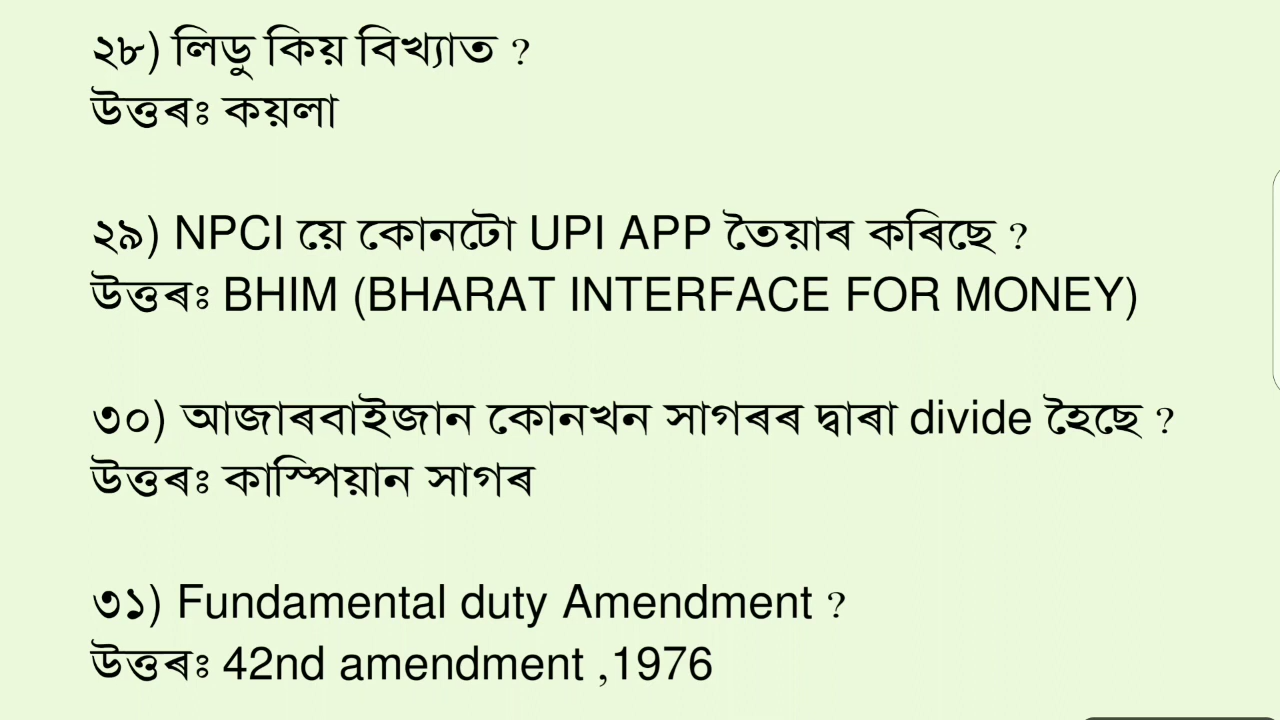 ২৮) লিডু কিয় বিখ্যাত ?
উত্তৰঃ কয়লা
২৯) NPCI য়ে কোনটো UPI APP তৈয়াৰ কৰিছে ?
উত্তৰঃ BHIM (BHARAT INTERFACE FOR MONEY)
৩০) আজাৰবাইজান কোনখন সাগৰৰ দ্বাৰা divide হৈছে ?
উত্তৰঃ কাস্পিয়ান সাগৰ
৩১) Fundamental duty Amendment ?
উত্তৰঃ 42nd amendment ,1976